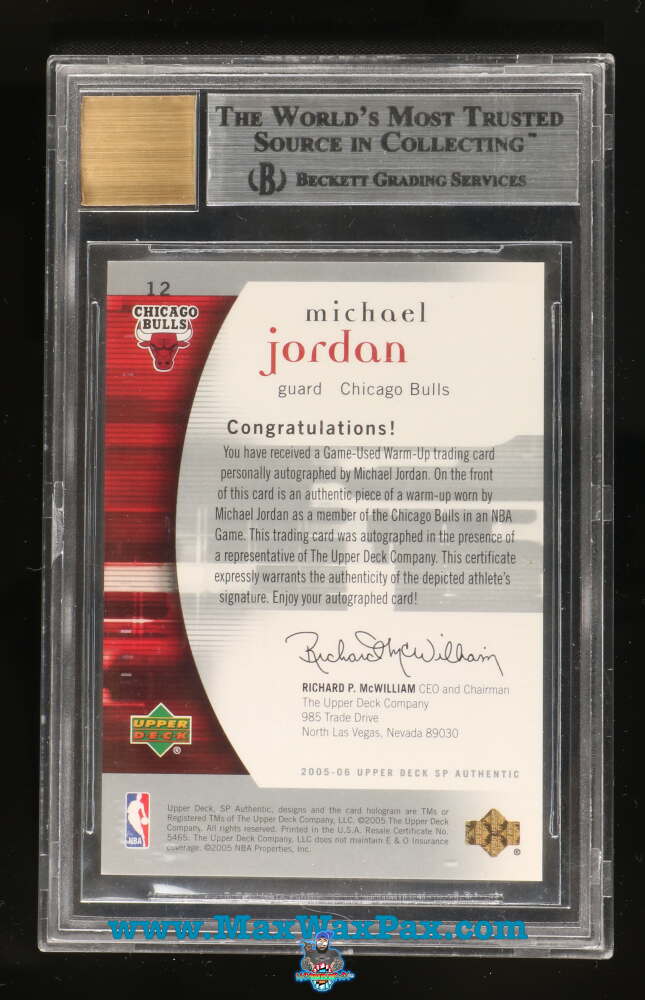 THE WORLD'S MOST TRUSTED
SOURCE IN COLLECTING™
(B) BECKETT GRADING SERVICES
12
CHICAGO
BULLS
michael
jordan
guard Chicago Bulls
Congratulations!
You have received a Game-Used Warm-Up trading card
personally autographed by Michael Jordan. On the front
of this card is an authentic piece of a warm-up worn by
Michael Jordan as a member of the Chicago Bulls in an NBA
Game. This trading card was autographed in the presence of
a representative of The Upper Deck Company. This certificate
expressly warrants the authenticity of the depicted athlete's
signature. Enjoy your autographed card!
Richard P. McWilliam
RICHARD P. McWILLIAM CEO and Chairman
The Upper Deck Company
985 Trade Drive
North Las Vegas, Nevada 89030
UPPER
DECK
®
2005-06 UPPER DECK SP AUTHENTIC
NBA
Upper Deck, SP Authentic, designs and the card hologram are TMs or
Registered TMs of The Upper Deck Company, LLC. ©2005 The Upper Deck
Company. All rights reserved. Printed in the U.S.A. Resale Certificate No.
5465. The Upper Deck Company, LLC does not maintain E & O Insurance
coverage. ©2005 NBA Properties, Inc.
®
www.MaxWaxPax.com